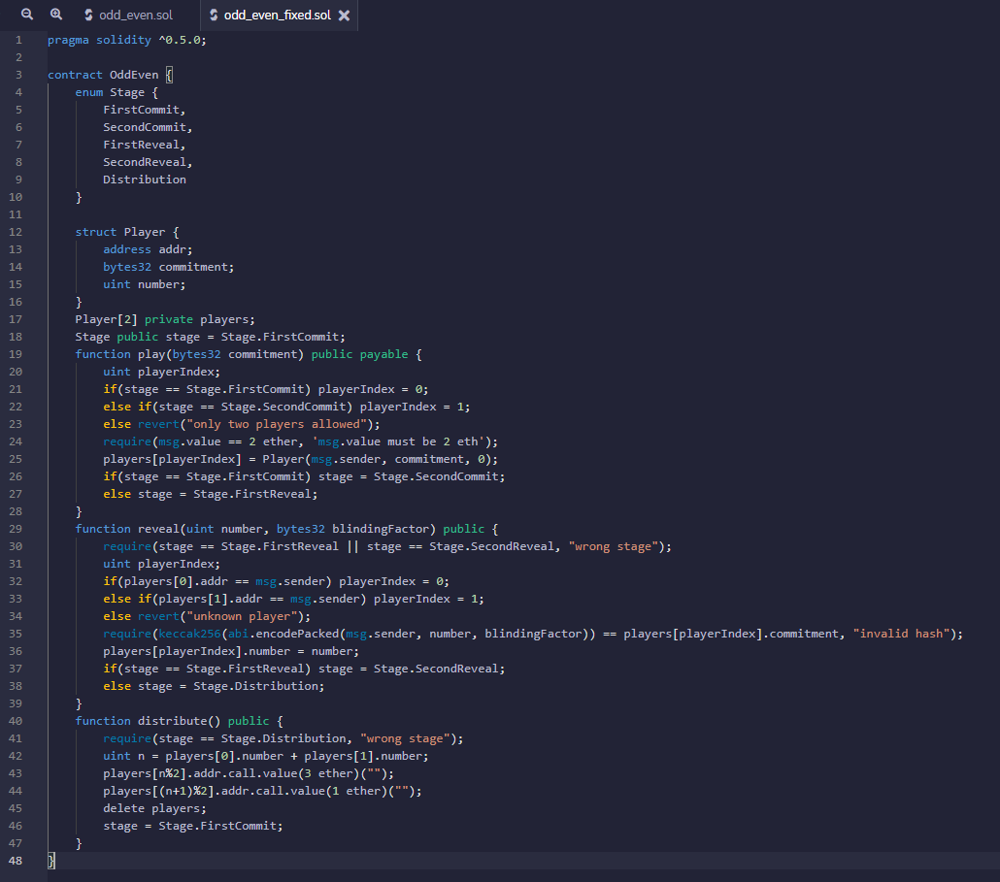 odd_even.sol odd_even_fixed.sol
1 pragma solidity ^0.5.0;
2
3 contract OddEven {
4     enum Stage {
5         FirstCommit,
6         SecondCommit,
7         FirstReveal,
8         SecondReveal,
9         Distribution
10     }
11
12     struct Player {
13         address addr;
14         bytes32 commitment;
15         uint number;
16     }
17     Player[2] private players;
18     Stage public stage = Stage.FirstCommit;
19     function play(bytes32 commitment) public payable {
20         uint playerIndex;
21         if(stage == Stage.FirstCommit) playerIndex = 0;
22         else if(stage == Stage.SecondCommit) playerIndex = 1;
23         else revert("only two players allowed");
24         require(msg.value == 2 ether, 'msg.value must be 2 eth');
25         players[playerIndex] = Player(msg.sender, commitment, 0);
26         if(stage == Stage.FirstCommit) stage = Stage.SecondCommit;
27         else stage = Stage.FirstReveal;
28     }
29     function reveal(uint number, bytes32 blindingFactor) public {
30         require(stage == Stage.FirstReveal || stage == Stage.SecondReveal, "wrong stage");
31         uint playerIndex;
32         if(players[0].addr == msg.sender) playerIndex = 0;
33         else if(players[1].addr == msg.sender) playerIndex = 1;
34         else revert("unknown player");
35         require(keccak256(abi.encodePacked(msg.sender, number, blindingFactor)) == players[playerIndex].commitment, "invalid hash");
36         players[playerIndex].number = number;
37         if(stage == Stage.FirstReveal) stage = Stage.SecondReveal;
38         else stage = Stage.Distribution;
39     }
40     function distribute() public {
41         require(stage == Stage.Distribution, "wrong stage");
42         uint n = players[0].number + players[1].number;
43         players[n%2].addr.call.value(3 ether)("");
44         players[(n+1)%2].addr.call.value(1 ether)("");
45         delete players;
46         stage = Stage.FirstCommit;
47     }
48 }